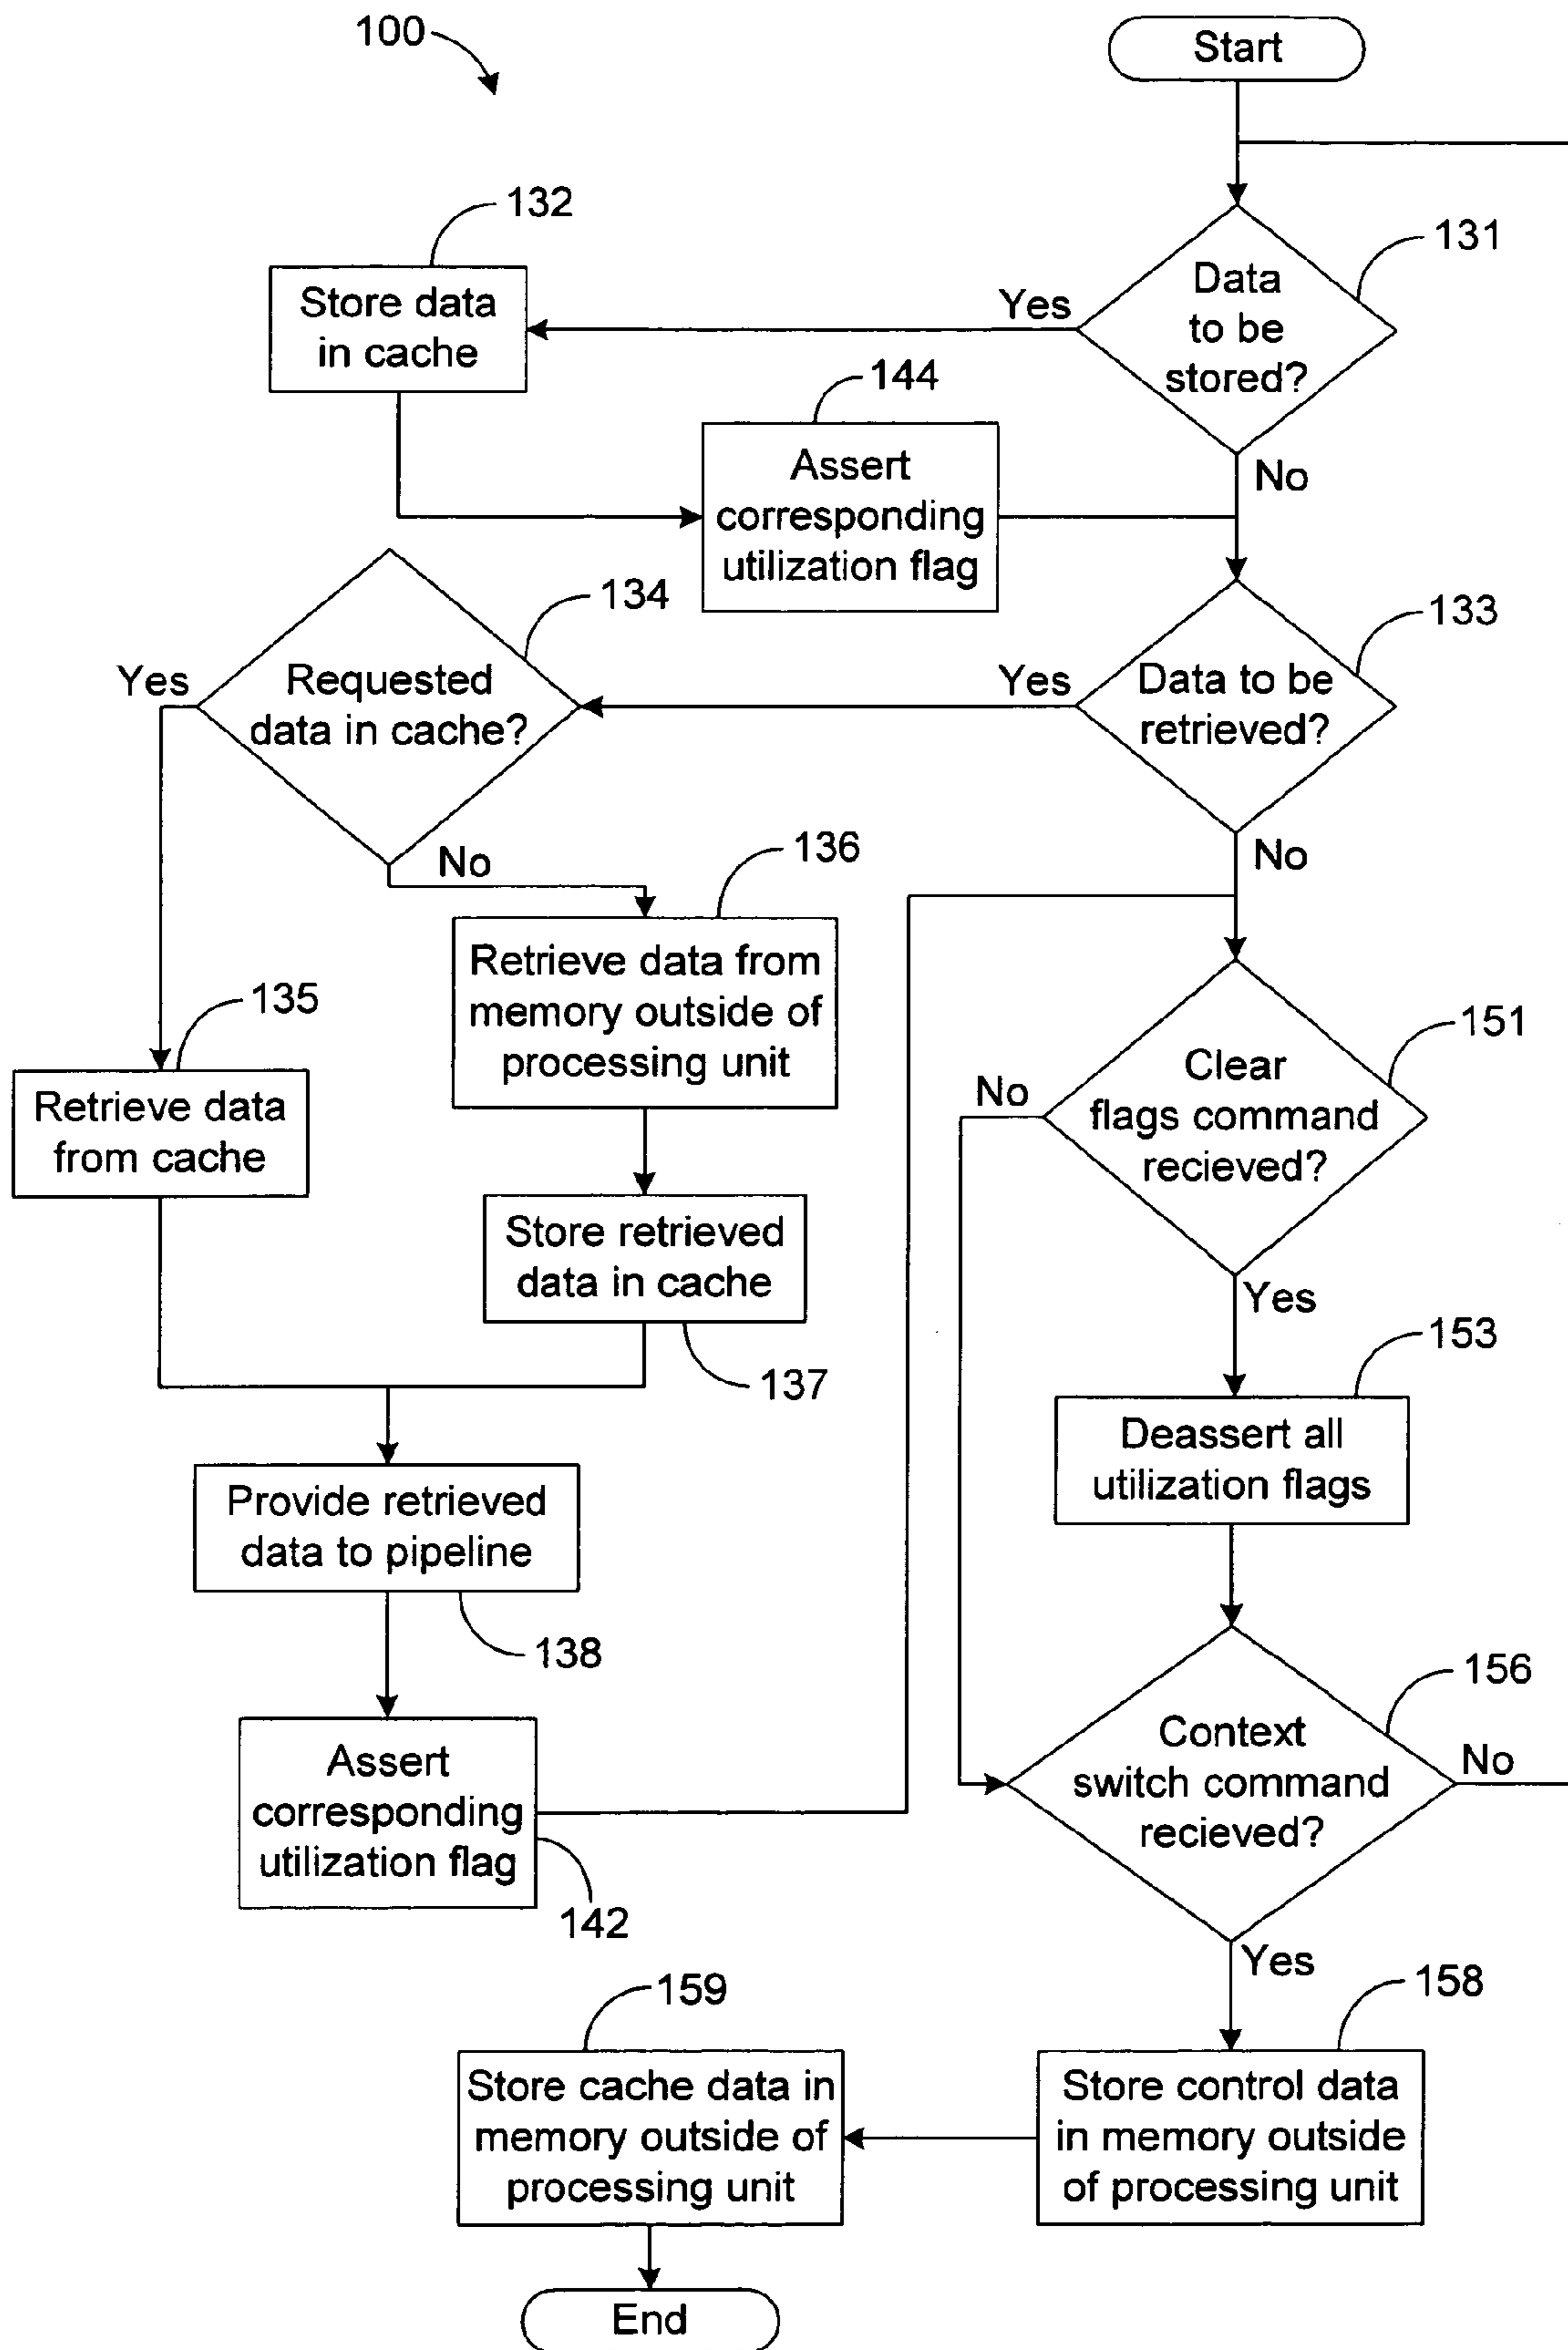 100
Start
132
131
Data
to be
stored?
Yes
Store data
in cache
144
Assert
corresponding
utilization flag
No
134
133
Yes
Requested
data in cache?
Yes
Data to be
retrieved?
No
136
No
Retrieve data from
memory outside of
processing unit
135
151
Retrieve data
from cache
No
Clear
flags command
recieved?
Store retrieved
data in cache
Yes
137
153
Deassert all
utilization flags
Provide retrieved
data to pipeline
138
156
Context
switch command
recieved?
No
Assert
corresponding
utilization flag
142
Yes
159
158
Store cache data in
memory outside of
processing unit
Store control data
in memory outside
of processing unit
End